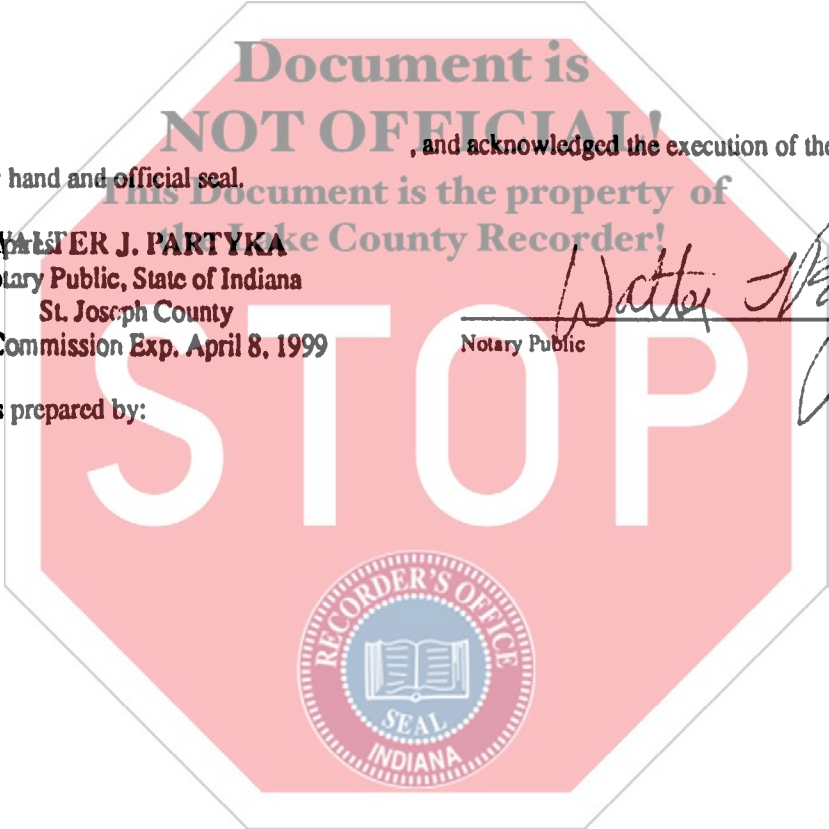 Document is
NOT OFFICIAL!
, and acknowledged the execution of the
hand and official seal.
This Document is the property of
the Lake County Recorder!
WALTER J. PARTYKA
Notary Public, State of Indiana
St. Joseph County
Commission Exp. April 8, 1999
Notary Public
prepared by:
STOP
RECORDER'S OFFICE
SEAL
INDIANA